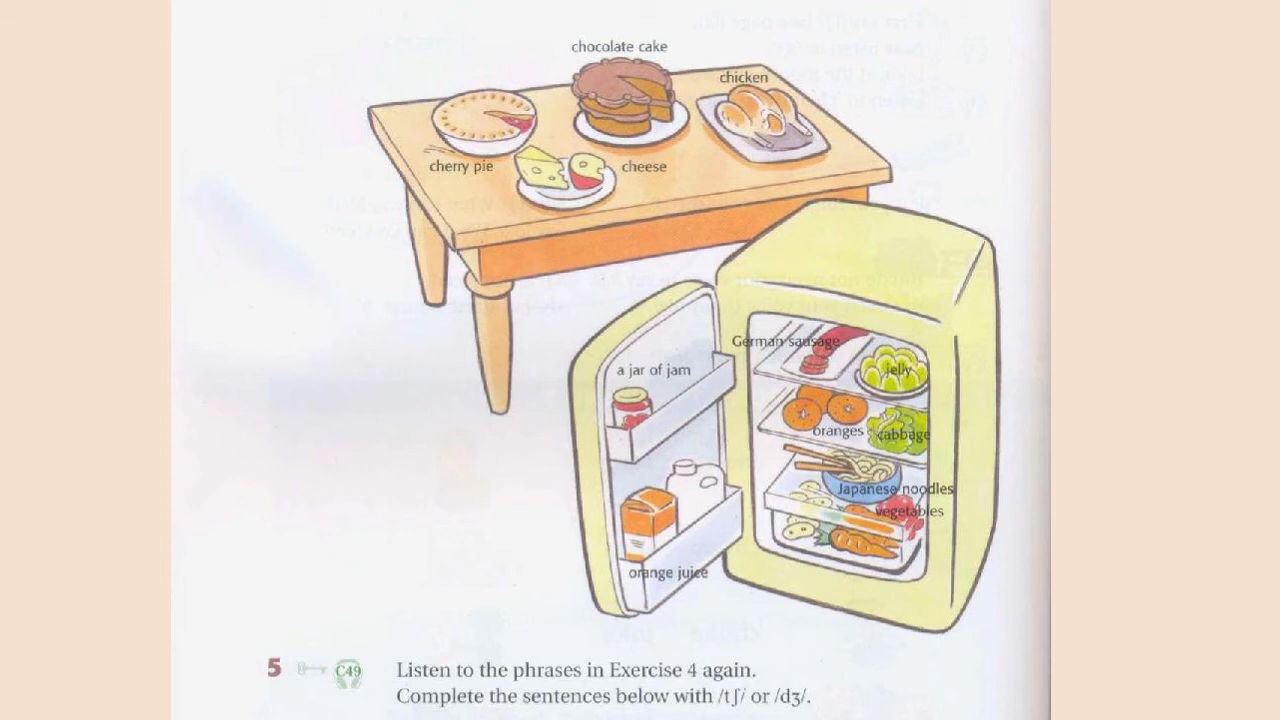 chocolate cake
chicken
cherry pie
cheese
German sausage
a jar of jam
jelly
oranges
cabbage
Japanese noodles
vegetables
orange juice
5 C49 Listen to the phrases in Exercise 4 again.
Complete the sentences below with /tʃ/ or /dʒ/.